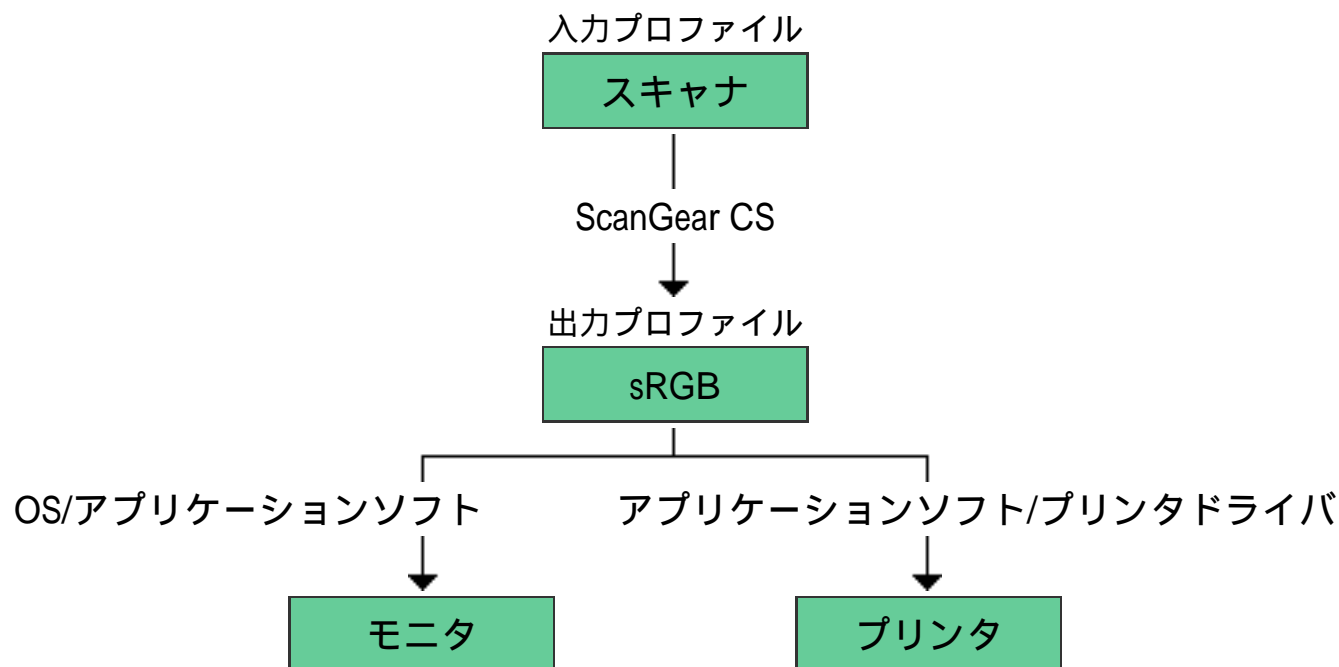 入力プロファイル
スキャナ
ScanGear CS
出力プロファイル
sRGB
OS/アプリケーションソフト
アプリケーションソフト/プリンタドライバ
モニタ
プリンタ